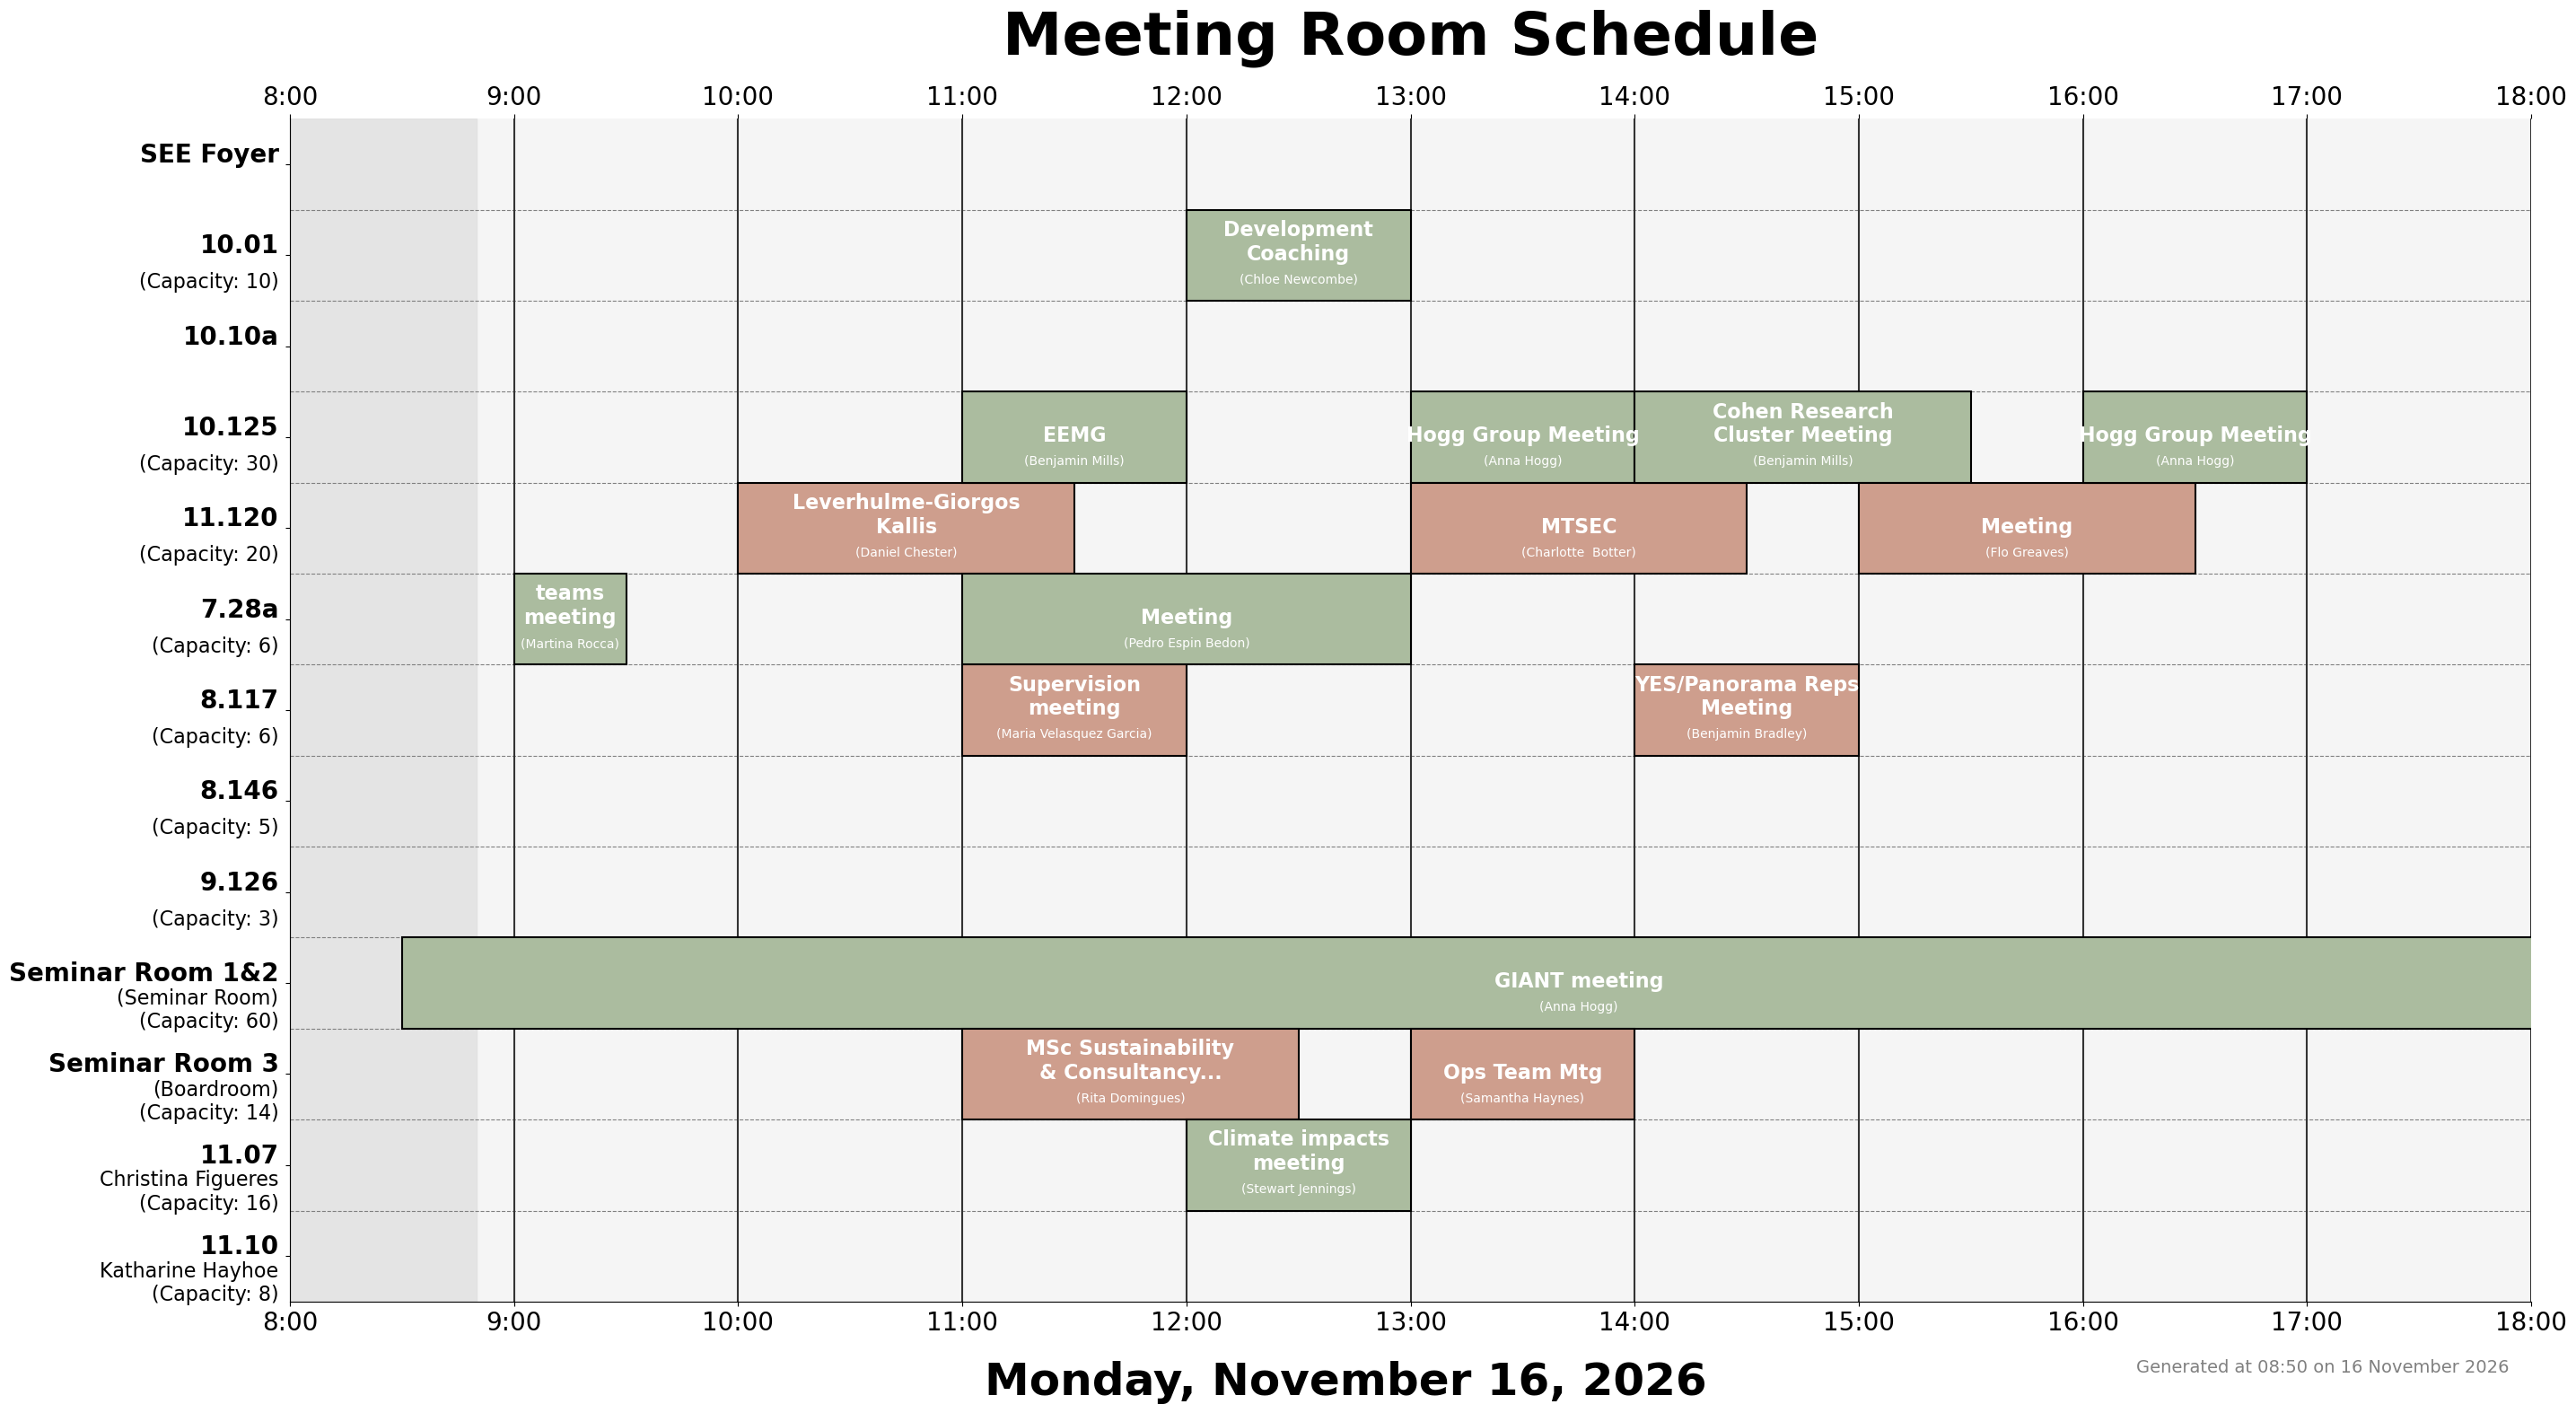 Meeting Room Schedule
8:00 9:00 10:00 11:00 12:00 13:00 14:00 15:00 16:00 17:00 18:00
SEE Foyer
10.01
(Capacity: 10)
Development
Coaching
(Chloe Newcombe)
10.10a
10.125
(Capacity: 30)
EEMG
(Benjamin Mills)
Hogg Group Meeting
(Anna Hogg)
Cohen Research
Cluster Meeting
(Benjamin Mills)
Hogg Group Meeting
(Anna Hogg)
11.120
(Capacity: 20)
Leverhulme-Giorgos
Kallis
(Daniel Chester)
MTSEC
(Charlotte  Botter)
Meeting
(Flo Greaves)
7.28a
(Capacity: 6)
teams
meeting
(Martina Rocca)
Meeting
(Pedro Espin Bedon)
8.117
(Capacity: 6)
Supervision
meeting
(Maria Velasquez Garcia)
YES/Panorama Reps
Meeting
(Benjamin Bradley)
8.146
(Capacity: 5)
9.126
(Capacity: 3)
Seminar Room 1&2
(Seminar Room)
(Capacity: 60)
GIANT meeting
(Anna Hogg)
Seminar Room 3
(Boardroom)
(Capacity: 14)
MSc Sustainability
& Consultancy...
(Rita Domingues)
Ops Team Mtg
(Samantha Haynes)
11.07
Christina Figueres
(Capacity: 16)
Climate impacts
meeting
(Stewart Jennings)
11.10
Katharine Hayhoe
(Capacity: 8)
8:00 9:00 10:00 11:00 12:00 13:00 14:00 15:00 16:00 17:00 18:00
Monday, November 16, 2026
Generated at 08:50 on 16 November 2026